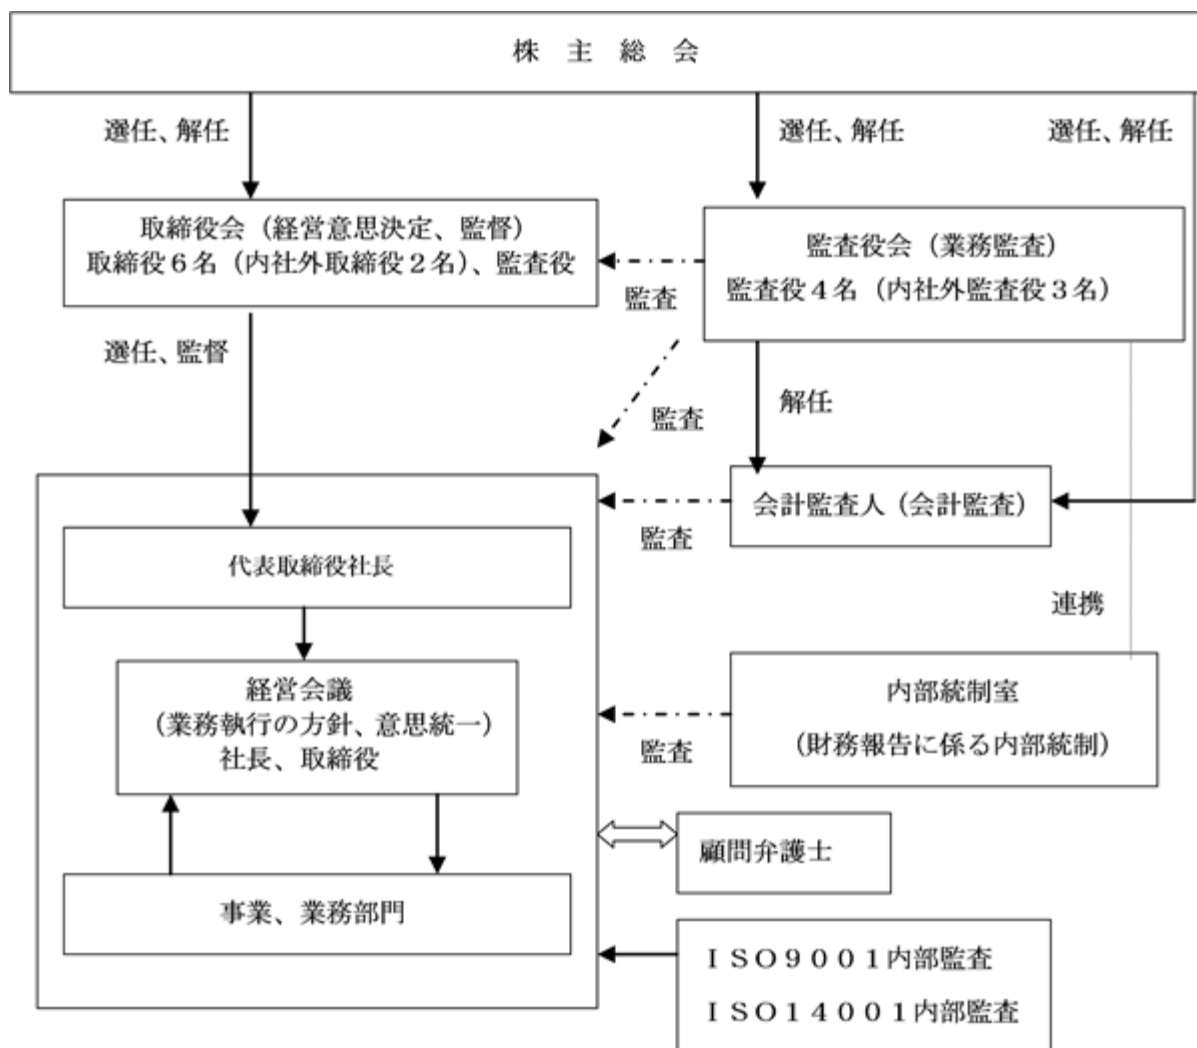 株 主 総 会
選任、解任
選任、解任
選任、解任
取締役会（経営意思決定、監督）
取締役６名（内社外取締役２名）、監査役
監査役会（業務監査）
監査役４名（内社外監査役３名）
監査
選任、監督
解任
監査
会計監査人（会計監査）
監査
代表取締役社長
連携
経営会議
（業務執行の方針、意思統一）
社長、取締役
内部統制室
（財務報告に係る内部統制）
監査
顧問弁護士
事業、業務部門
ＩＳＯ９００１内部監査
ＩＳＯ１４００１内部監査